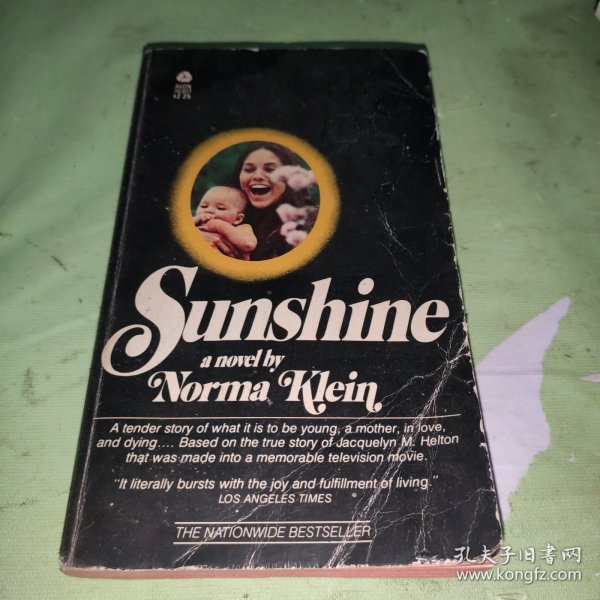 AVON
$2.25
Sunshine
a novel by
Norma Klein
A tender story of what it is to be young, a mother, in love,
and dying.... Based on the true story of Jacquelyn M. Helton
that was made into a memorable television movie.
"It literally bursts with the joy and fulfillment of living."
LOS ANGELES TIMES
THE NATIONWIDE BESTSELLER
孔夫子旧书网
www.kongfz.com